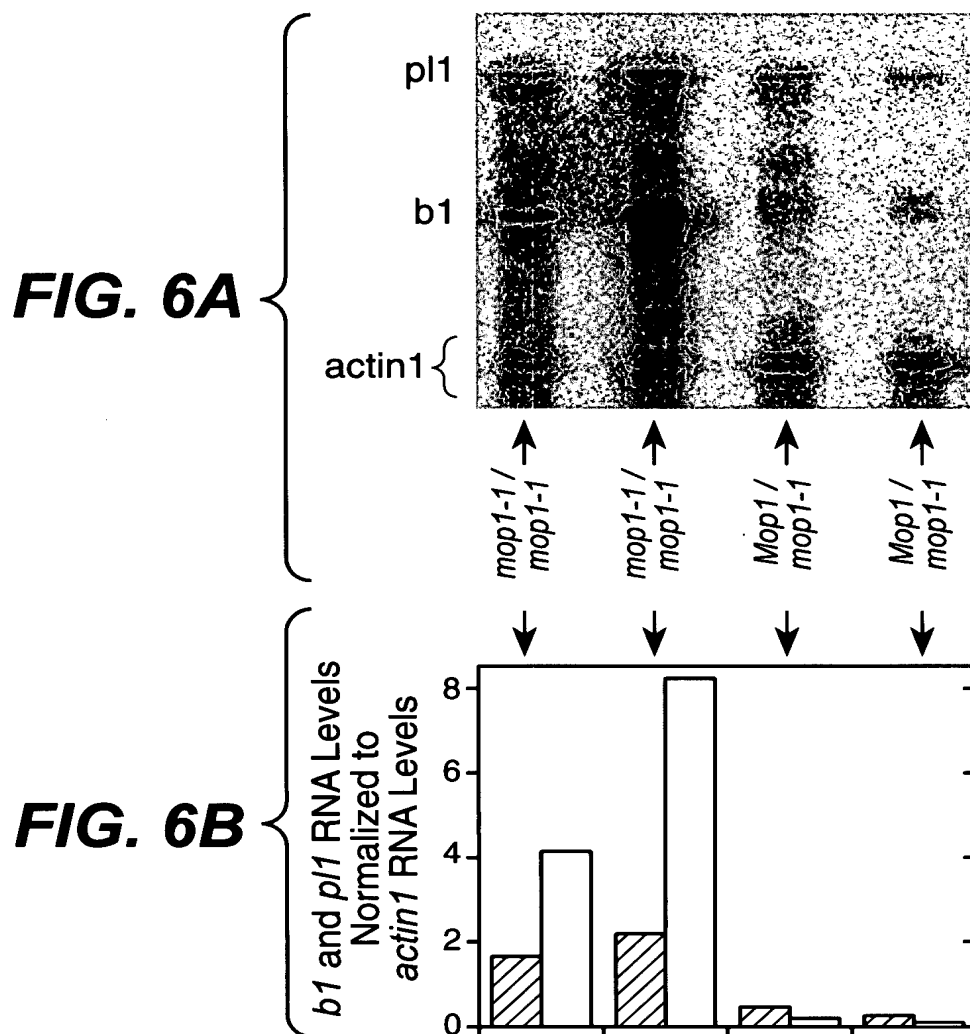 pl1
b1
actin1
FIG. 6A
mop1-1/
mop1-1
mop1-1/
mop1-1
Mop1/
mop1-1
Mop1/
mop1-1
FIG. 6B
b1 and pl1 RNA Levels
Normalized to
actin1 RNA Levels
8
6
4
2
0